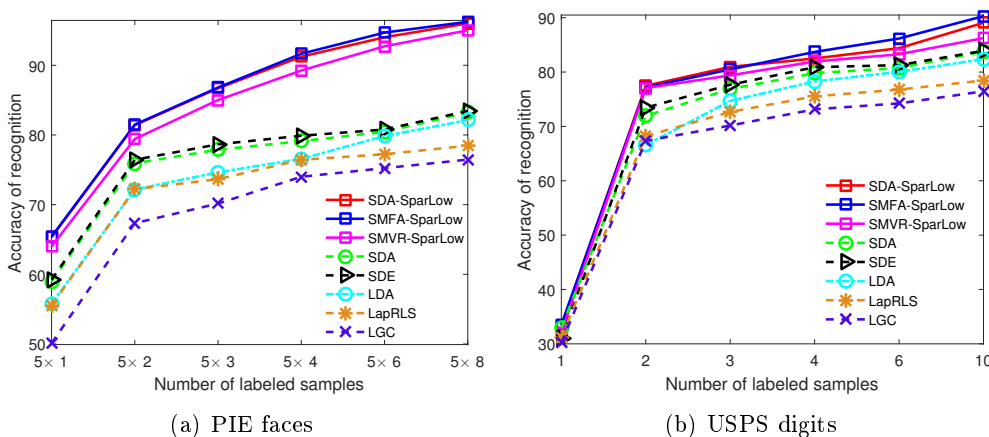 Accuracy of recognition
90
80
70
60
50
5× 1
5× 2
5× 3
5× 4
5× 6
5× 8
Number of labeled samples
SDA-SparLow
SMFA-SparLow
SMVR-SparLow
SDA
SDE
LDA
LapRLS
LGC
(a) PIE faces
Accuracy of recognition
90
80
70
60
50
40
30
1
2
3
4
6
10
Number of labeled samples
SDA-SparLow
SMFA-SparLow
SMVR-SparLow
SDA
SDE
LDA
LapRLS
LGC
(b) USPS digits